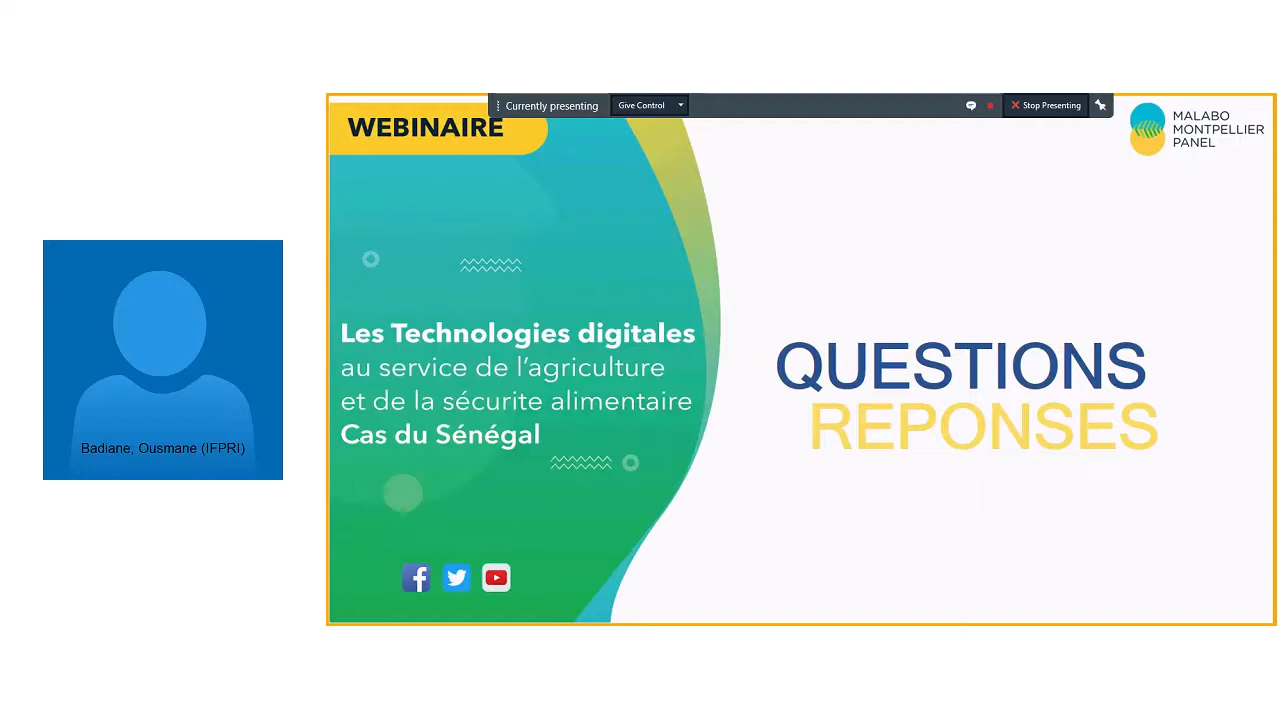 Currently presenting
Give Control
Stop Presenting
WEBINAIRE
MALABO
MONTPELLIER
PANEL
Les Technologies digitales
au service de l'agriculture
et de la sécurite alimentaire
Cas du Sénégal
QUESTIONS
REPONSES
Badiane, Ousmane (IFPRI)